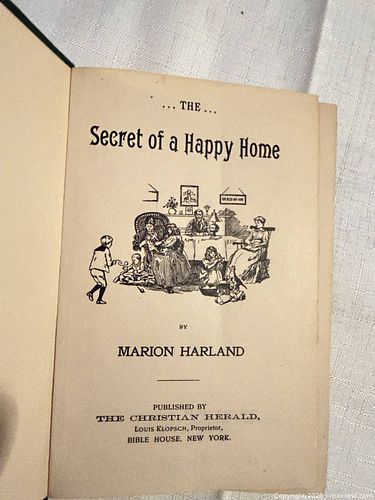 ... THE ...
Secret of a Happy Home
BY
MARION HARLAND
PUBLISHED BY
THE CHRISTIAN HERALD,
LOUIS KLOPSCH, Proprietor,
BIBLE HOUSE, NEW YORK.